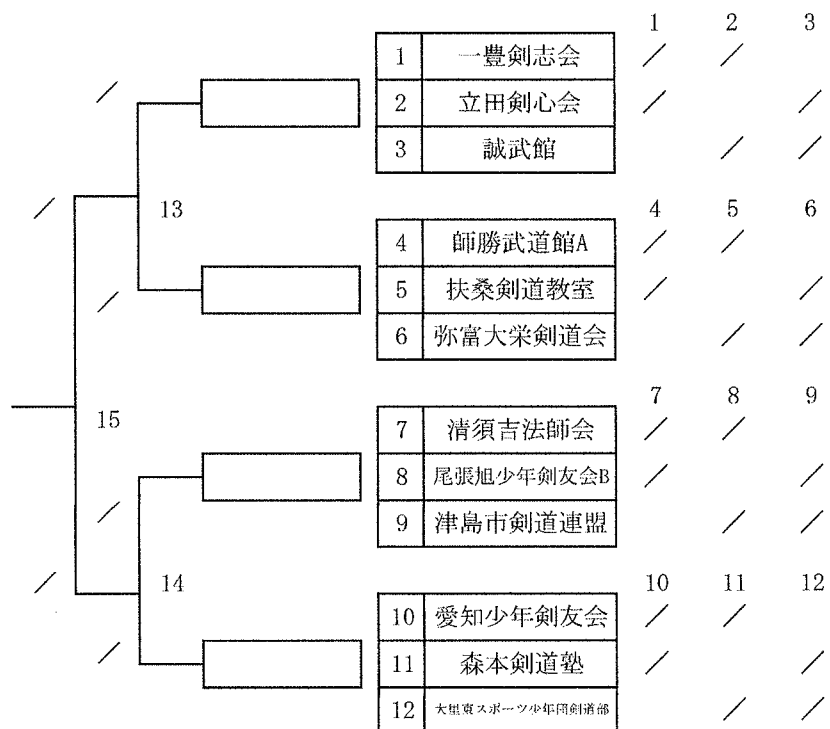 1 2 3
1 一豊剣志会 ／ ／
2 立田剣心会 ／ ／
3 誠武館 ／ ／
／
13
／
／
4 5 6
4 師勝武道館A ／ ／
5 扶桑剣道教室 ／ ／
6 弥富大栄剣道会 ／ ／
15
7 8 9
7 清須吉法師会 ／ ／
8 尾張旭少年剣友会B ／ ／
9 津島市剣道連盟 ／ ／
／
14
／
／
10 11 12
10 愛知少年剣友会 ／ ／
11 森本剣道塾 ／ ／
12 大里東スポーツ少年団剣道部 ／ ／